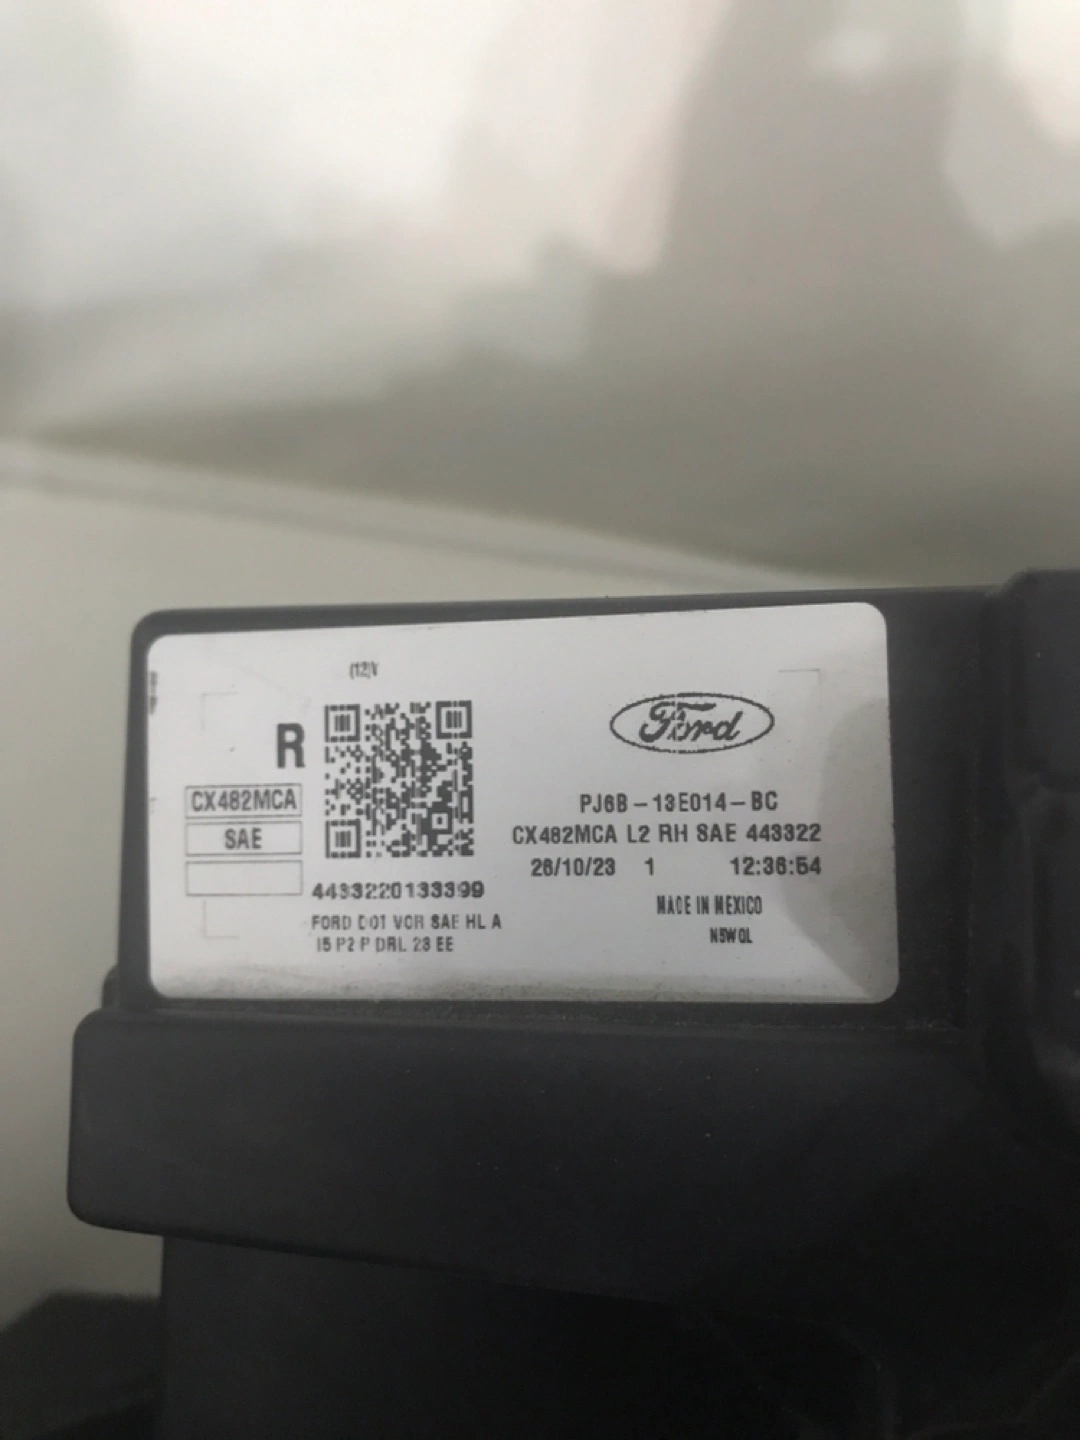 (12)V
R
CX482MCA
SAE
4433220133399
FORD DOT VOR SAE HL A
I5 P2 P DRL 23 EE
Ford
PJ6B-13E014-BC
CX482MCA L2 RH SAE 443322
26/10/23 1 12:36:54
MADE IN MEXICO
N5WQL